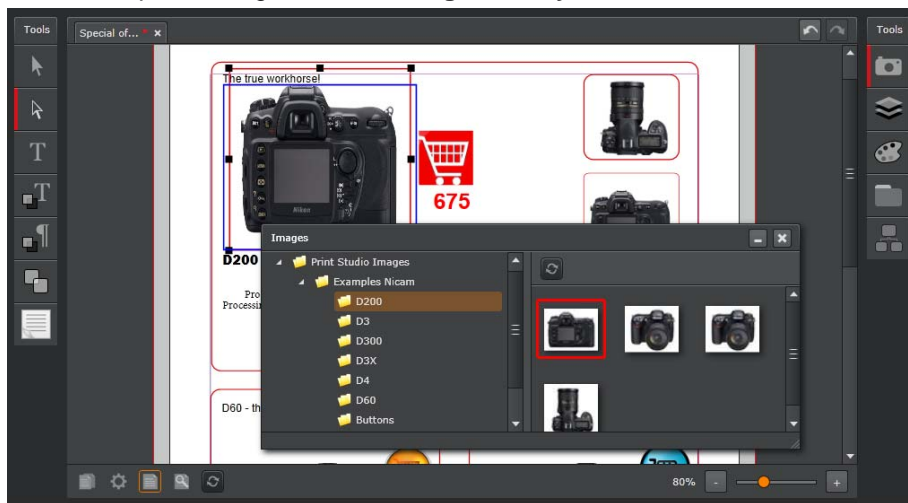 Tools
Special of... * ×
Tools
The true workhorse!
Nikon
675
D200
Pro
Processi
D60 - th
Images
Print Studio Images
Examples Nicam
D200
D3
D300
D3X
D4
D60
Buttons
80%